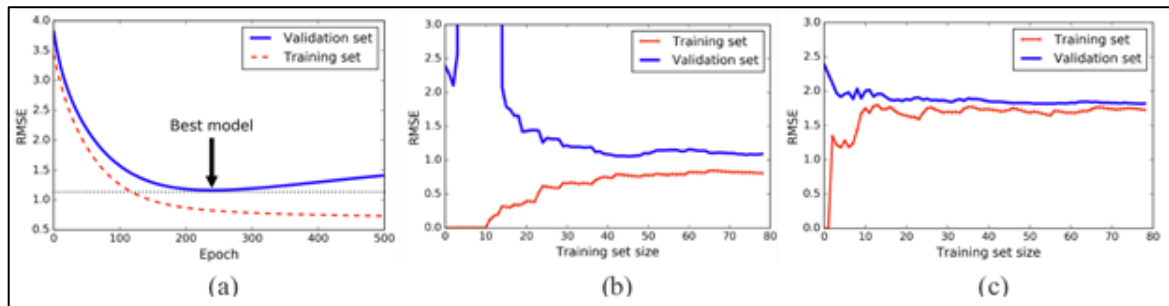 4.0
3.5
3.0
2.5
2.0
1.5
1.0
0.5
RMSE
Validation set
Training set
Best model
0 100 200 300 400 500
Epoch
(a)
3.0
2.5
2.0
1.5
1.0
0.5
0.0
RMSE
Training set
Validation set
0 10 20 30 40 50 60 70 80
Training set size
(b)
3.0
2.5
2.0
1.5
1.0
0.5
0.0
RMSE
Training set
Validation set
0 10 20 30 40 50 60 70 80
Training set size
(c)